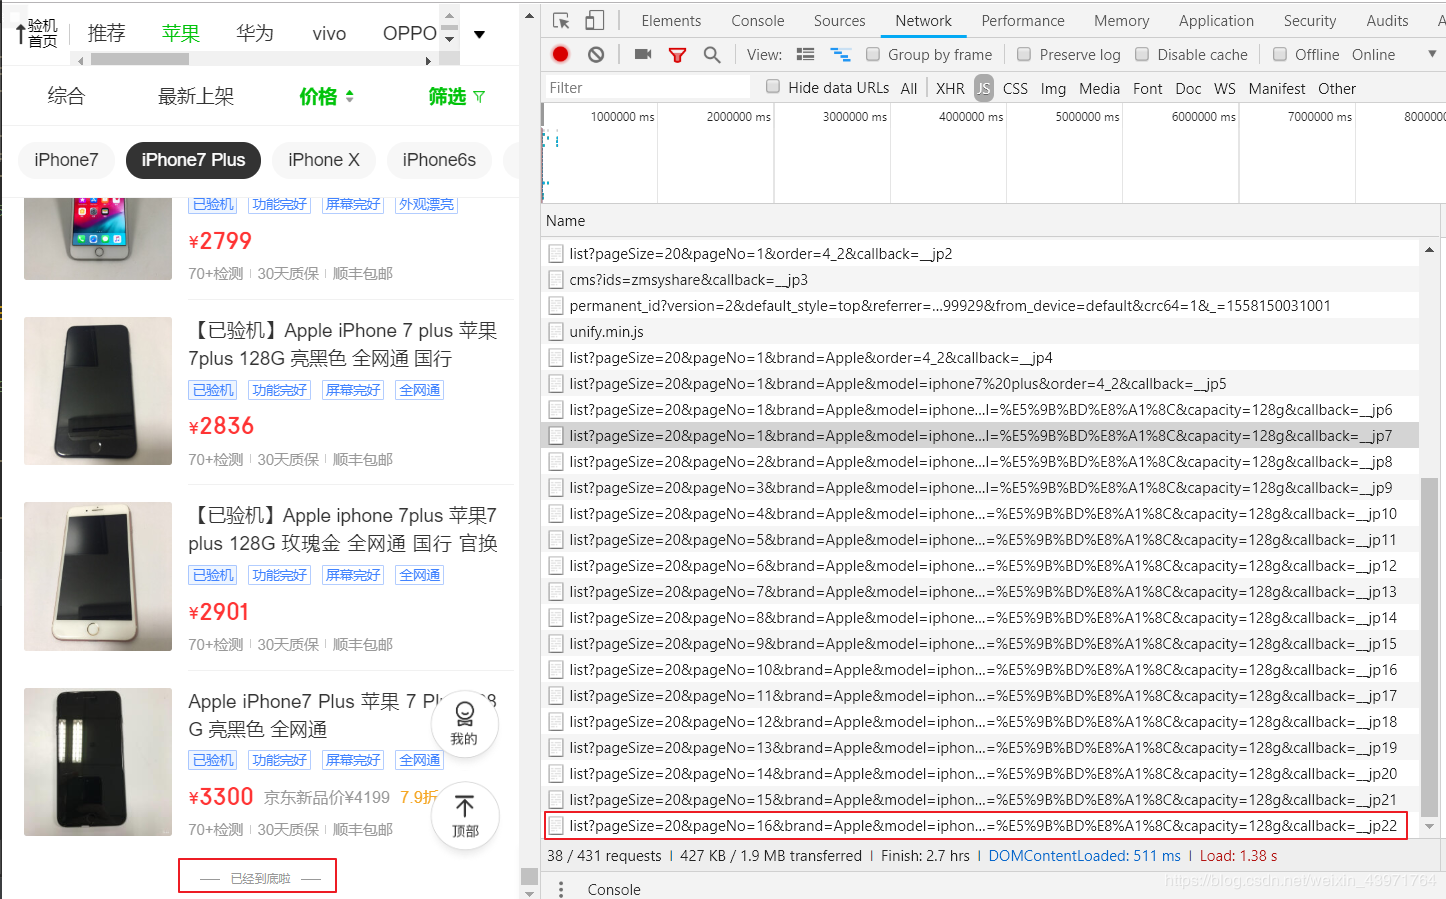 验机
首页
推荐 苹果 华为 vivo OPPO
综合 最新上架 价格 筛选
iPhone7 iPhone7 Plus iPhone X iPhone6s
已验机 功能完好 屏幕完好 外观漂亮
¥2799
70+检测 | 30天质保 | 顺丰包邮
【已验机】Apple iPhone 7 plus 苹果
7plus 128G 亮黑色 全网通 国行
已验机 功能完好 屏幕完好 全网通
¥2836
70+检测 | 30天质保 | 顺丰包邮
【已验机】Apple iphone 7plus 苹果7
plus 128G 玫瑰金 全网通 国行 官换
已验机 功能完好 屏幕完好 全网通
¥2901
70+检测 | 30天质保 | 顺丰包邮
Apple iPhone7 Plus 苹果 7 Pl 8
G 亮黑色 全网通
已验机 功能完好 屏幕完好 全网通
¥3300 京东新品价¥4199 7.9折
70+检测 | 30天质保 | 顺丰包邮
我的
顶部
已经到底啦
Elements Console Sources Network Performance Memory Application Security Audits A
View: Group by frame Preserve log Disable cache Offline Online
Filter Hide data URLs All XHR JS CSS Img Media Font Doc WS Manifest Other
1000000 ms 2000000 ms 3000000 ms 4000000 ms 5000000 ms 6000000 ms 7000000 ms 8000000
Name
list?pageSize=20&pageNo=1&order=4_2&callback=__jp2
cms?ids=zmsyshare&callback=__jp3
permanent_id?version=2&default_style=top&referrer=...99929&from_device=default&crc64=1&_=1558150031001
unify.min.js
list?pageSize=20&pageNo=1&brand=Apple&order=4_2&callback=__jp4
list?pageSize=20&pageNo=1&brand=Apple&model=iphone7%20plus&order=4_2&callback=__jp5
list?pageSize=20&pageNo=1&brand=Apple&model=iphone...l=%E5%9B%BD%E8%A1%8C&capacity=128g&callback=__jp6
list?pageSize=20&pageNo=1&brand=Apple&model=iphone...l=%E5%9B%BD%E8%A1%8C&capacity=128g&callback=__jp7
list?pageSize=20&pageNo=2&brand=Apple&model=iphone...l=%E5%9B%BD%E8%A1%8C&capacity=128g&callback=__jp8
list?pageSize=20&pageNo=3&brand=Apple&model=iphone...l=%E5%9B%BD%E8%A1%8C&capacity=128g&callback=__jp9
list?pageSize=20&pageNo=4&brand=Apple&model=iphone...=%E5%9B%BD%E8%A1%8C&capacity=128g&callback=__jp10
list?pageSize=20&pageNo=5&brand=Apple&model=iphone...=%E5%9B%BD%E8%A1%8C&capacity=128g&callback=__jp11
list?pageSize=20&pageNo=6&brand=Apple&model=iphone...=%E5%9B%BD%E8%A1%8C&capacity=128g&callback=__jp12
list?pageSize=20&pageNo=7&brand=Apple&model=iphone...=%E5%9B%BD%E8%A1%8C&capacity=128g&callback=__jp13
list?pageSize=20&pageNo=8&brand=Apple&model=iphone...=%E5%9B%BD%E8%A1%8C&capacity=128g&callback=__jp14
list?pageSize=20&pageNo=9&brand=Apple&model=iphone...=%E5%9B%BD%E8%A1%8C&capacity=128g&callback=__jp15
list?pageSize=20&pageNo=10&brand=Apple&model=iphon...=%E5%9B%BD%E8%A1%8C&capacity=128g&callback=__jp16
list?pageSize=20&pageNo=11&brand=Apple&model=iphon...=%E5%9B%BD%E8%A1%8C&capacity=128g&callback=__jp17
list?pageSize=20&pageNo=12&brand=Apple&model=iphon...=%E5%9B%BD%E8%A1%8C&capacity=128g&callback=__jp18
list?pageSize=20&pageNo=13&brand=Apple&model=iphon...=%E5%9B%BD%E8%A1%8C&capacity=128g&callback=__jp19
list?pageSize=20&pageNo=14&brand=Apple&model=iphon...=%E5%9B%BD%E8%A1%8C&capacity=128g&callback=__jp20
list?pageSize=20&pageNo=15&brand=Apple&model=iphon...=%E5%9B%BD%E8%A1%8C&capacity=128g&callback=__jp21
list?pageSize=20&pageNo=16&brand=Apple&model=iphon...=%E5%9B%BD%E8%A1%8C&capacity=128g&callback=__jp22
38 / 431 requests | 427 KB / 1.9 MB transferred | Finish: 2.7 hrs | DOMContentLoaded: 511 ms | Load: 1.38 s
Console
https://blog.csdn.net/weixin_43971764